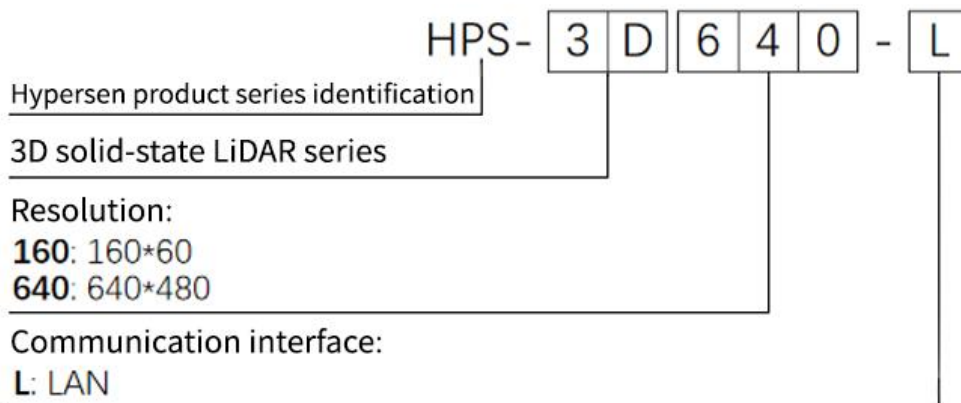 HPS- 3 D 6 4 0 - L
Hypersen product series identification
3D solid-state LiDAR series
Resolution:
160: 160*60
640: 640*480
Communication interface:
L: LAN